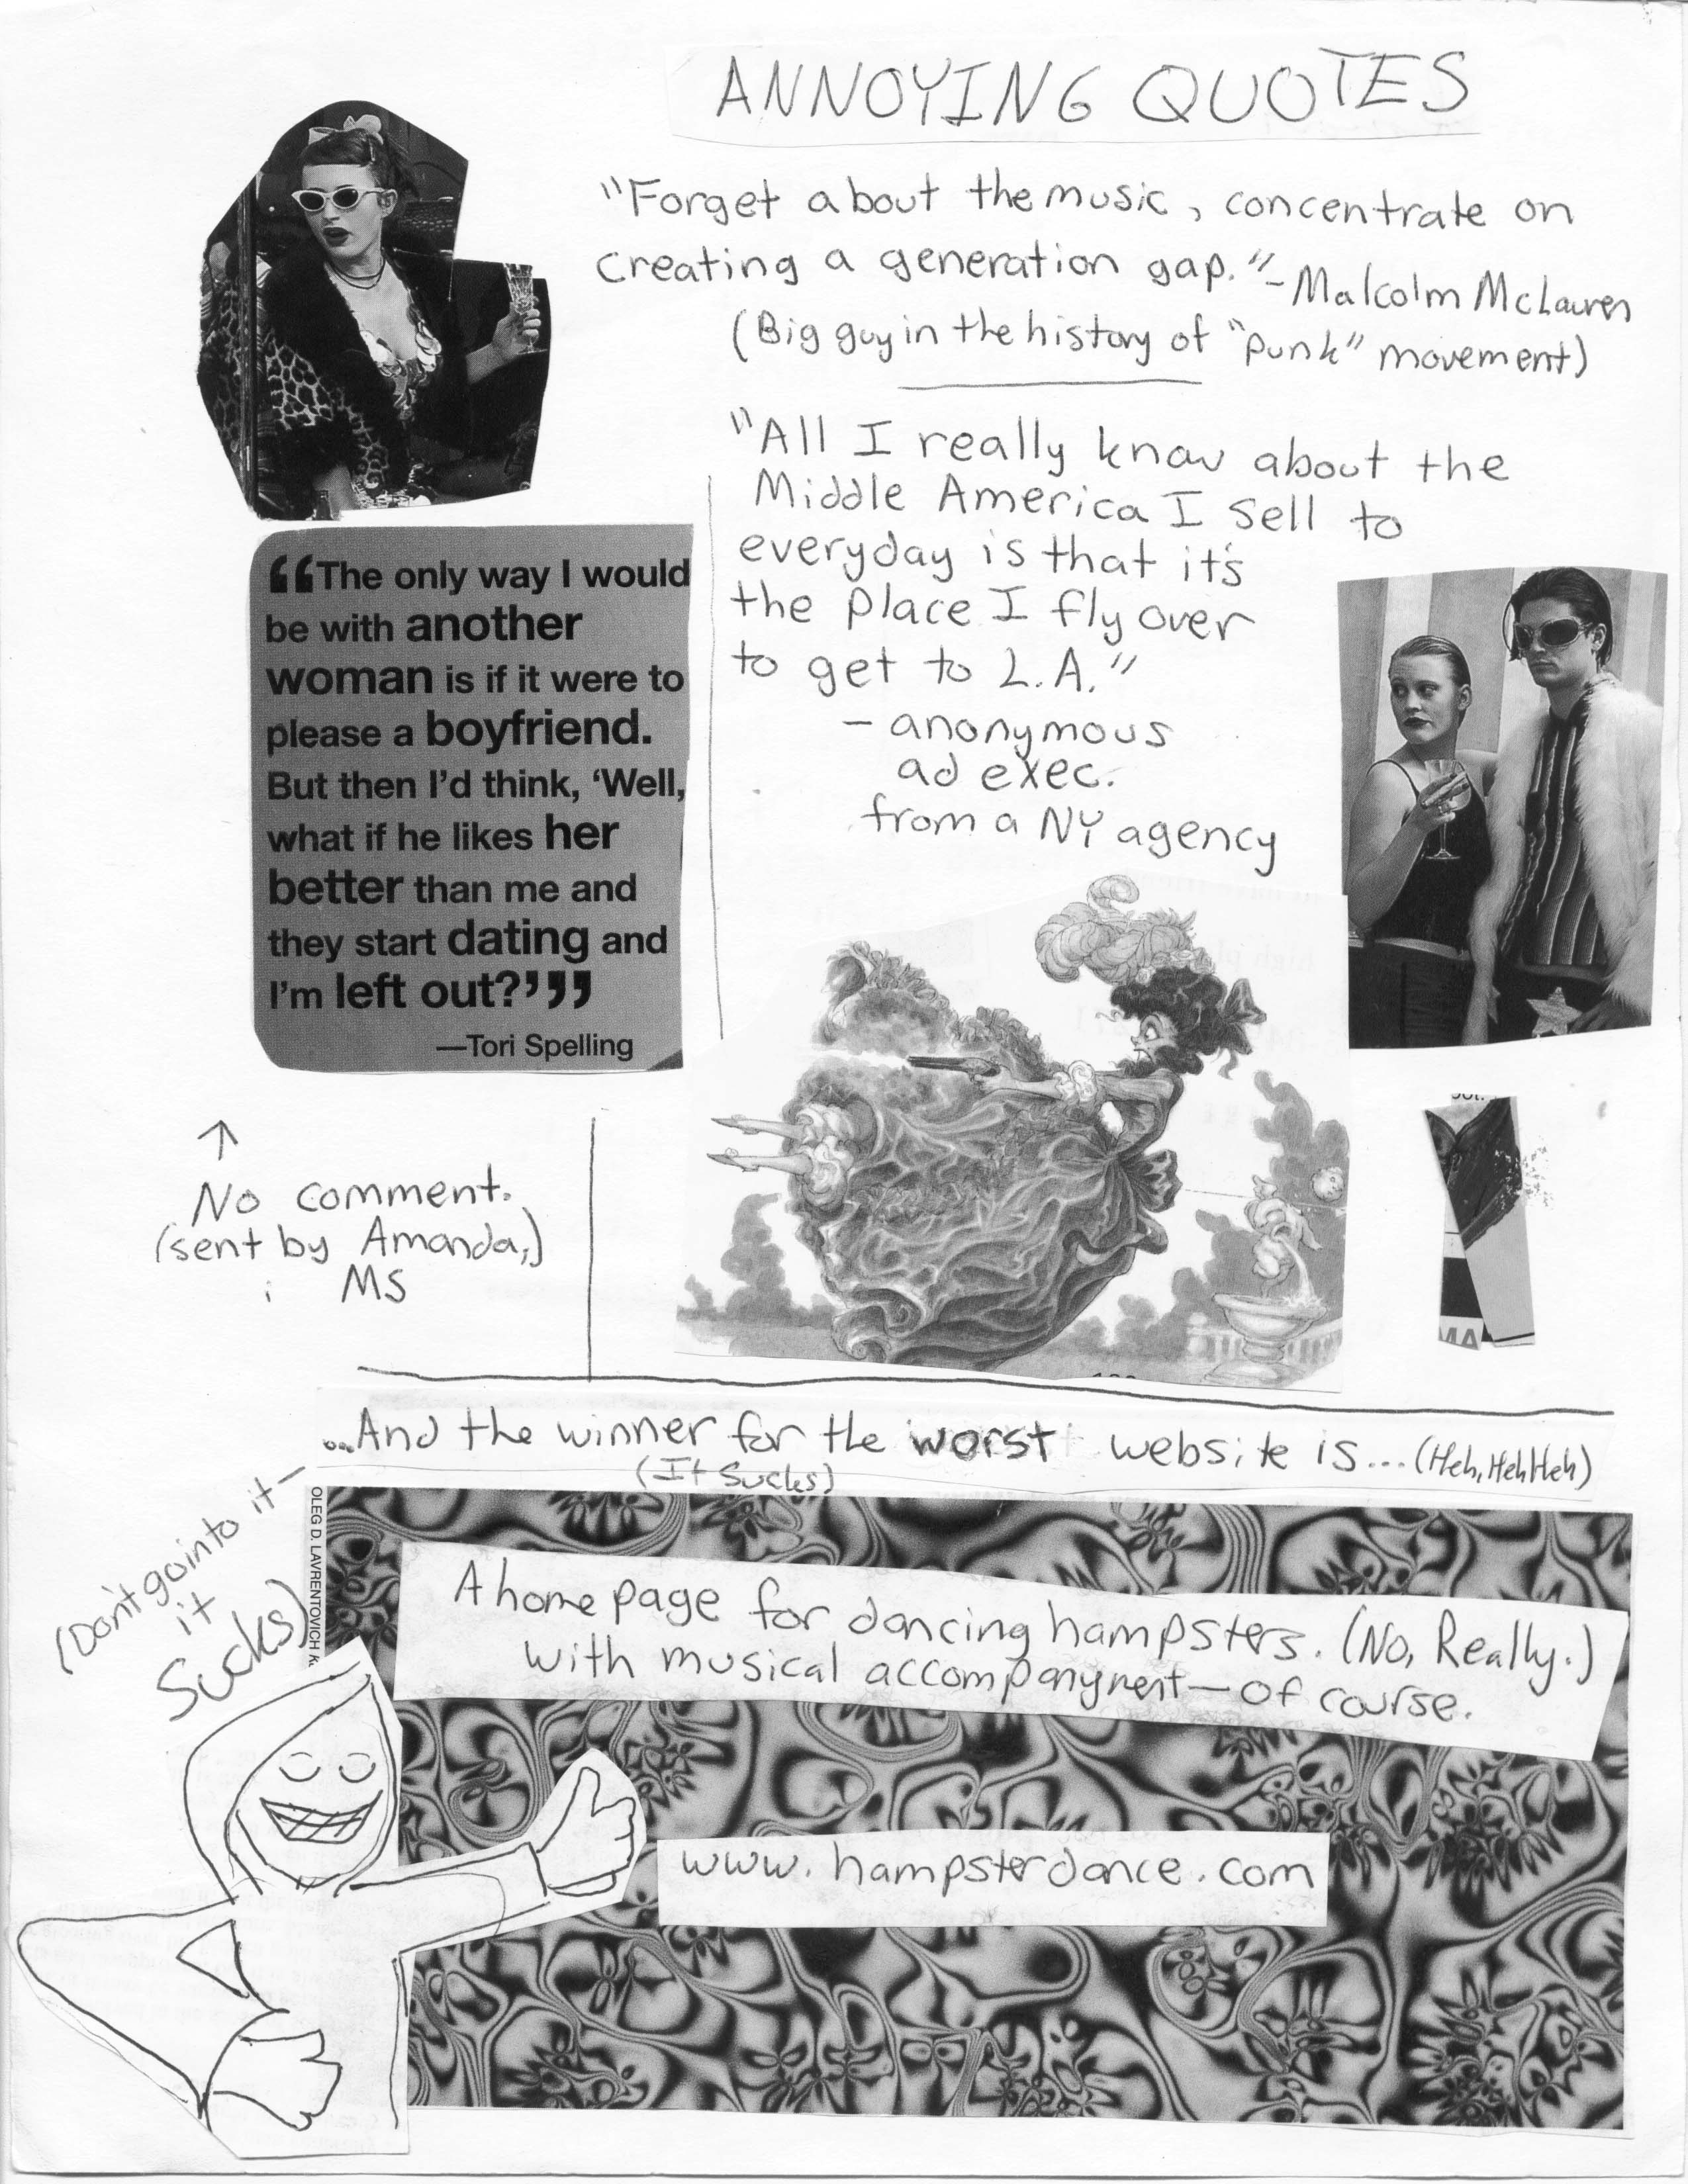 ANNOYING QUOTES
"Forget about the music, concentrate on
creating a generation gap." - Malcolm McLauren
(Big guy in the history of "punk" movement)
"All I really know about the
Middle America I sell to
everyday is that it's
the place I fly over
to get to L.A."
- anonymous
ad exec.
from a NY agency
“The only way I would
be with another
woman is if it were to
please a boyfriend.
But then I'd think, ‘Well,
what if he likes her
better than me and
they start dating and
I'm left out?’”
—Tori Spelling
↑
No comment.
(sent by Amanda,)
MS
MA
...And the winner for the worst website is... (Heh, Heh Heh)
(It Sucks)
(Don't go into it—
it
Sucks)
OLEG D. LAVRENTOVICH
A home page for dancing hampsters. (No, Really.)
with musical accompanyment—of course.
www.hampsterdance.com